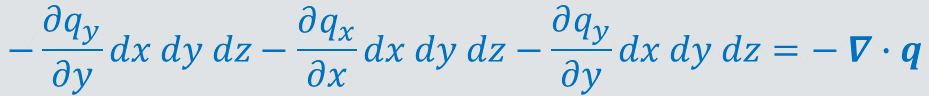 − ∂q_y/∂y dx dy dz − ∂q_x/∂x dx dy dz − ∂q_y/∂y dx dy dz = − ∇ · q